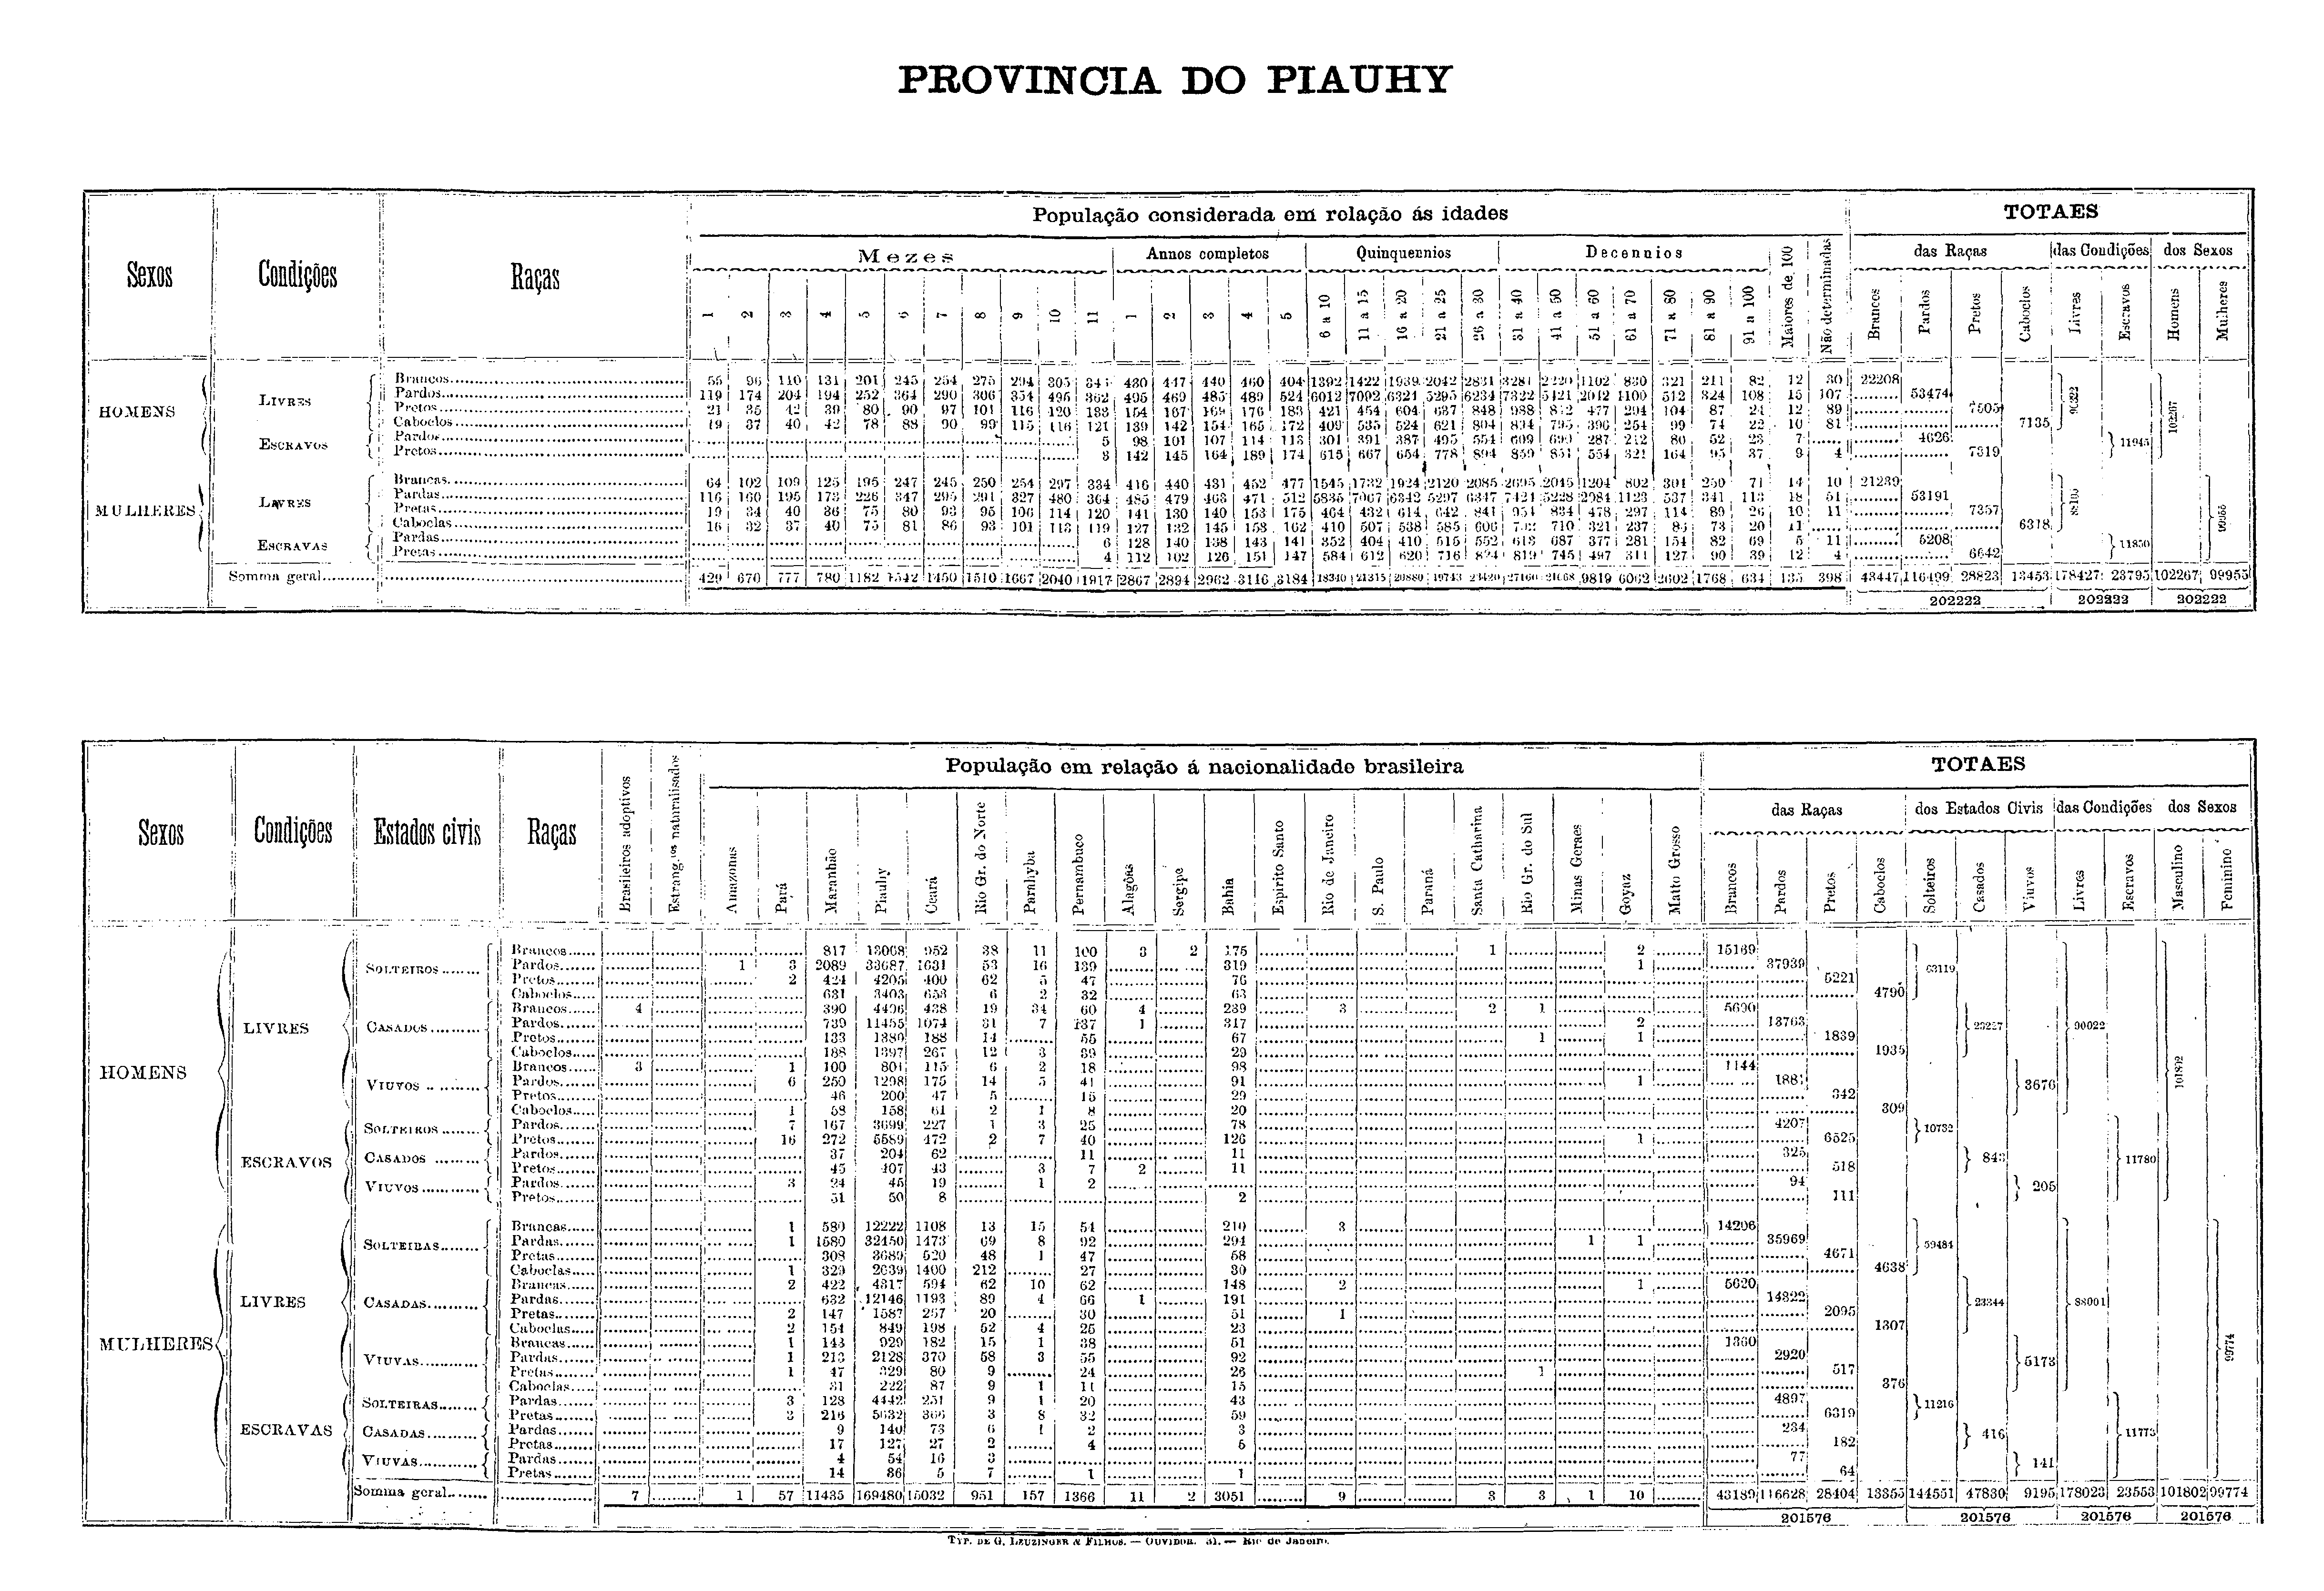 PROVINCIA DO PIAUHY
Sexos Condições Raças População considerada em relação ás idades TOTAES
Mezes Annos completos Quinquennios Decennios Maiores de 100 Não determinadas das Raças das Condições dos Sexos
1 2 3 4 5 6 7 8 9 10 11 1 2 3 4 5 6 a 10 11 a 15 16 a 20 21 a 25 26 a 30 31 a 40 41 a 50 51 a 60 61 a 70 71 a 80 81 a 90 91 a 100 Brancos Pardos Pretos Caboclos Livres Escravos Homens Mulheres
HOMENS LIVRES Brancos 55 96 110 131 201 245 254 275 294 305 430 447 440 460 404 1392 1422 1939 2042 2831 3281 1102 830 321 211 82 12 30 22208
Pardos 119 174 204 194 252 364 290 306 354 495 362 495 469 485 489 524 6012 7092 6321 5295 6234 7322 5421 2012 1100 512 324 108 15 107 53474
Pretos 21 35 42 39 80 90 97 101 116 120 133 154 167 169 176 183 421 454 604 637 848 988 477 294 104 87 24 12 89 7505
Caboclos 19 37 40 42 78 88 90 99 115 116 121 139 142 154 165 172 409 535 524 621 804 894 795 396 254 99 74 22 10 81 7135
ESCRAVOS Pardos 5 98 101 107 114 113 301 391 387 495 554 609 287 212 80 52 23 7 4626 11945 102267
Pretos 3 142 145 164 189 174 615 667 654 778 894 859 851 554 321 164 95 37 9 4 7319
MULHERES LIVRES Brancas 64 102 109 125 195 247 245 250 254 297 334 416 440 431 452 477 1545 1732 1924 2120 2085 2695 2045 1204 802 301 250 71 14 10 21239
Pardas 116 160 195 173 226 347 295 291 327 480 364 485 479 463 471 512 5835 7067 6342 5297 6347 7421 5228 2984 1123 537 341 113 18 51 53191
Pretas 19 34 40 36 75 80 93 95 106 114 120 141 130 140 153 175 464 432 614 642 841 954 834 478 297 114 89 26 10 11 7357
Caboclas 16 32 37 40 75 81 86 93 101 113 119 127 132 145 158 162 410 507 538 585 606 710 321 237 73 20 11 6318
ESCRAVAS Pardas 6 128 140 138 143 141 352 404 410 515 552 613 687 377 281 154 82 69 5 11 5208 11850 99955
Pretas 4 112 102 126 151 147 584 612 620 716 824 819 745 497 311 127 90 39 12 4 6642
Somma geral 429 670 777 780 1182 1542 1450 1510 1667 2040 1917 2867 2894 2962 3116 3184 18340 21315 20880 19743 23420 27160 9819 6062 2602 1768 634 135 398 43447 116499 28823 13453 178427 23795 102267 99955
202222 202222 202222
Sexos Condições Estados civis Raças Brasileiros adoptivos Estrang.ros naturalisados População em relação á nacionalidade brasileira TOTAES
das Raças dos Estados Civis das Condições dos Sexos
Amazonas Pará Maranhão Piauhy Ceará Rio Gr. do Norte Parahyba Pernambuco Alagôas Sergipe Bahia Espirito Santo Rio de Janeiro S. Paulo Paraná Santa Catharina Rio Gr. do Sul Minas Geraes Goyaz Matto Grosso Brancos Pardos Pretos Caboclos Solteiros Casados Viuvos Livres Escravos Masculino Feminino
HOMENS LIVRES SOLTEIROS Brancos 817 13068 952 38 11 100 3 2 175 1 2 15169
Pardos 1 3 2089 33687 1631 53 16 139 319 1 37939 63119
Pretos 2 424 4205 400 62 5 47 76 5221
Caboclos 631 3403 653 6 2 32 63 4790
CASADOS Brancos 4 390 4496 438 19 34 60 4 239 3 2 1 5690
Pardos 739 11455 1074 31 7 137 1 317 2 13763 90022
Pretos 133 1380 188 14 55 67 1 1 1839
Caboclos 188 1397 267 12 3 39 29 1935
VIUVOS Brancos 3 1 100 801 115 6 2 18 98 1144 101802
Pardos 6 250 1298 175 14 5 41 91 1 1881 3676
Pretos 46 200 47 5 15 29 342
Caboclos 1 58 158 61 2 1 8 20 309
ESCRAVOS SOLTEIROS Pardos 7 167 3699 227 1 3 25 78 4207 10732
Pretos 16 272 5589 472 2 7 40 126 1 6525
CASADOS Pardos 37 204 62 11 11 325 843 11780
Pretos 45 407 43 3 7 2 11 518
VIUVOS Pardos 3 24 45 19 1 2 94 205
Pretos 51 50 8 2 111
MULHERES LIVRES SOLTEIRAS Brancas 1 580 12222 1108 13 15 54 210 3 14206
Pardas 1 1580 32450 1473 69 8 92 294 1 1 35969 59484
Pretas 308 3689 520 48 1 47 58 4671
Caboclas 1 329 2639 1400 212 27 30 4638
CASADAS Brancas 2 422 4317 594 62 10 62 148 2 1 5620
Pardas 632 12146 1193 89 4 66 1 191 14322 23344 88001
Pretas 2 147 1587 257 20 30 51 1 2095
Caboclas 2 154 849 198 52 4 25 23 1307
VIUVAS Brancas 1 143 929 182 15 1 38 51 1360 99774
Pardas 1 213 2128 370 58 3 55 92 2920 5173
Pretas 1 47 329 80 9 24 26 1 517
Caboclas 31 222 87 9 1 11 15 376
ESCRAVAS SOLTEIRAS Pardas 3 128 4442 251 9 1 20 43 4897 11216
Pretas 3 216 5632 366 3 8 32 59 6319
CASADAS Pardas 9 140 73 6 1 2 3 234 416 11773
Pretas 17 127 27 2 4 5 182
VIUVAS Pardas 4 54 16 3 77 141
Pretas 14 36 5 7 1 1 64
Somma geral 7 1 57 11435 169480 15032 951 157 1366 11 2 3051 9 3 3 1 10 43189 116628 28404 13355 144551 47830 9195 178023 23553 101802 99774
201576 201576 201576 201576
TYP. DE G. LEUZINGER & FILHOS. — OUVIDOR. 31. — Rio de Janeiro.